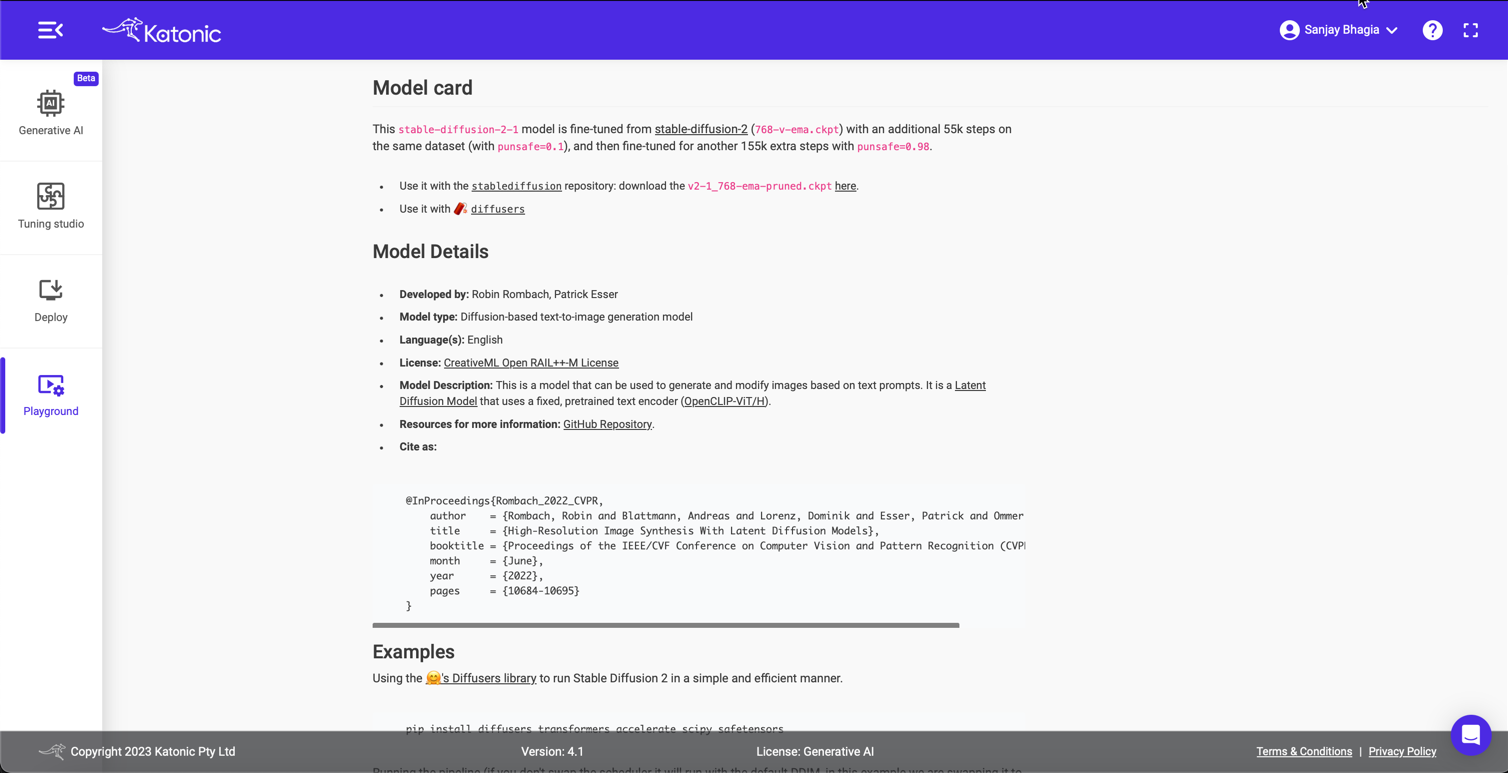 Katonic
Sanjay Bhagia
?
Beta
AI
Generative AI
Tuning studio
Deploy
Playground
Model card
This stable-diffusion-2-1 model is fine-tuned from stable-diffusion-2 (768-v-ema.ckpt) with an additional 55k steps on
the same dataset (with punsafe=0.1), and then fine-tuned for another 155k extra steps with punsafe=0.98.
• Use it with the stablediffusion repository: download the v2-1_768-ema-pruned.ckpt here.
• Use it with 🧨 diffusers
Model Details
• Developed by: Robin Rombach, Patrick Esser
• Model type: Diffusion-based text-to-image generation model
• Language(s): English
• License: CreativeML Open RAIL++-M License
• Model Description: This is a model that can be used to generate and modify images based on text prompts. It is a Latent
Diffusion Model that uses a fixed, pretrained text encoder (OpenCLIP-ViT/H).
• Resources for more information: GitHub Repository.
• Cite as:
@InProceedings{Rombach_2022_CVPR,
author    = {Rombach, Robin and Blattmann, Andreas and Lorenz, Dominik and Esser, Patrick and Ommer
title     = {High-Resolution Image Synthesis With Latent Diffusion Models},
booktitle = {Proceedings of the IEEE/CVF Conference on Computer Vision and Pattern Recognition (CVP
month     = {June},
year      = {2022},
pages     = {10684-10695}
}
Examples
Using the 🤗's Diffusers library to run Stable Diffusion 2 in a simple and efficient manner.
pip install diffusers transformers accelerate scipy safetensors
Copyright 2023 Katonic Pty Ltd
Version: 4.1
License: Generative AI
Terms & Conditions | Privacy Policy
Running the pipeline (if you don't swap the scheduler it will run with the default DDIM, in this example we are swapping it to